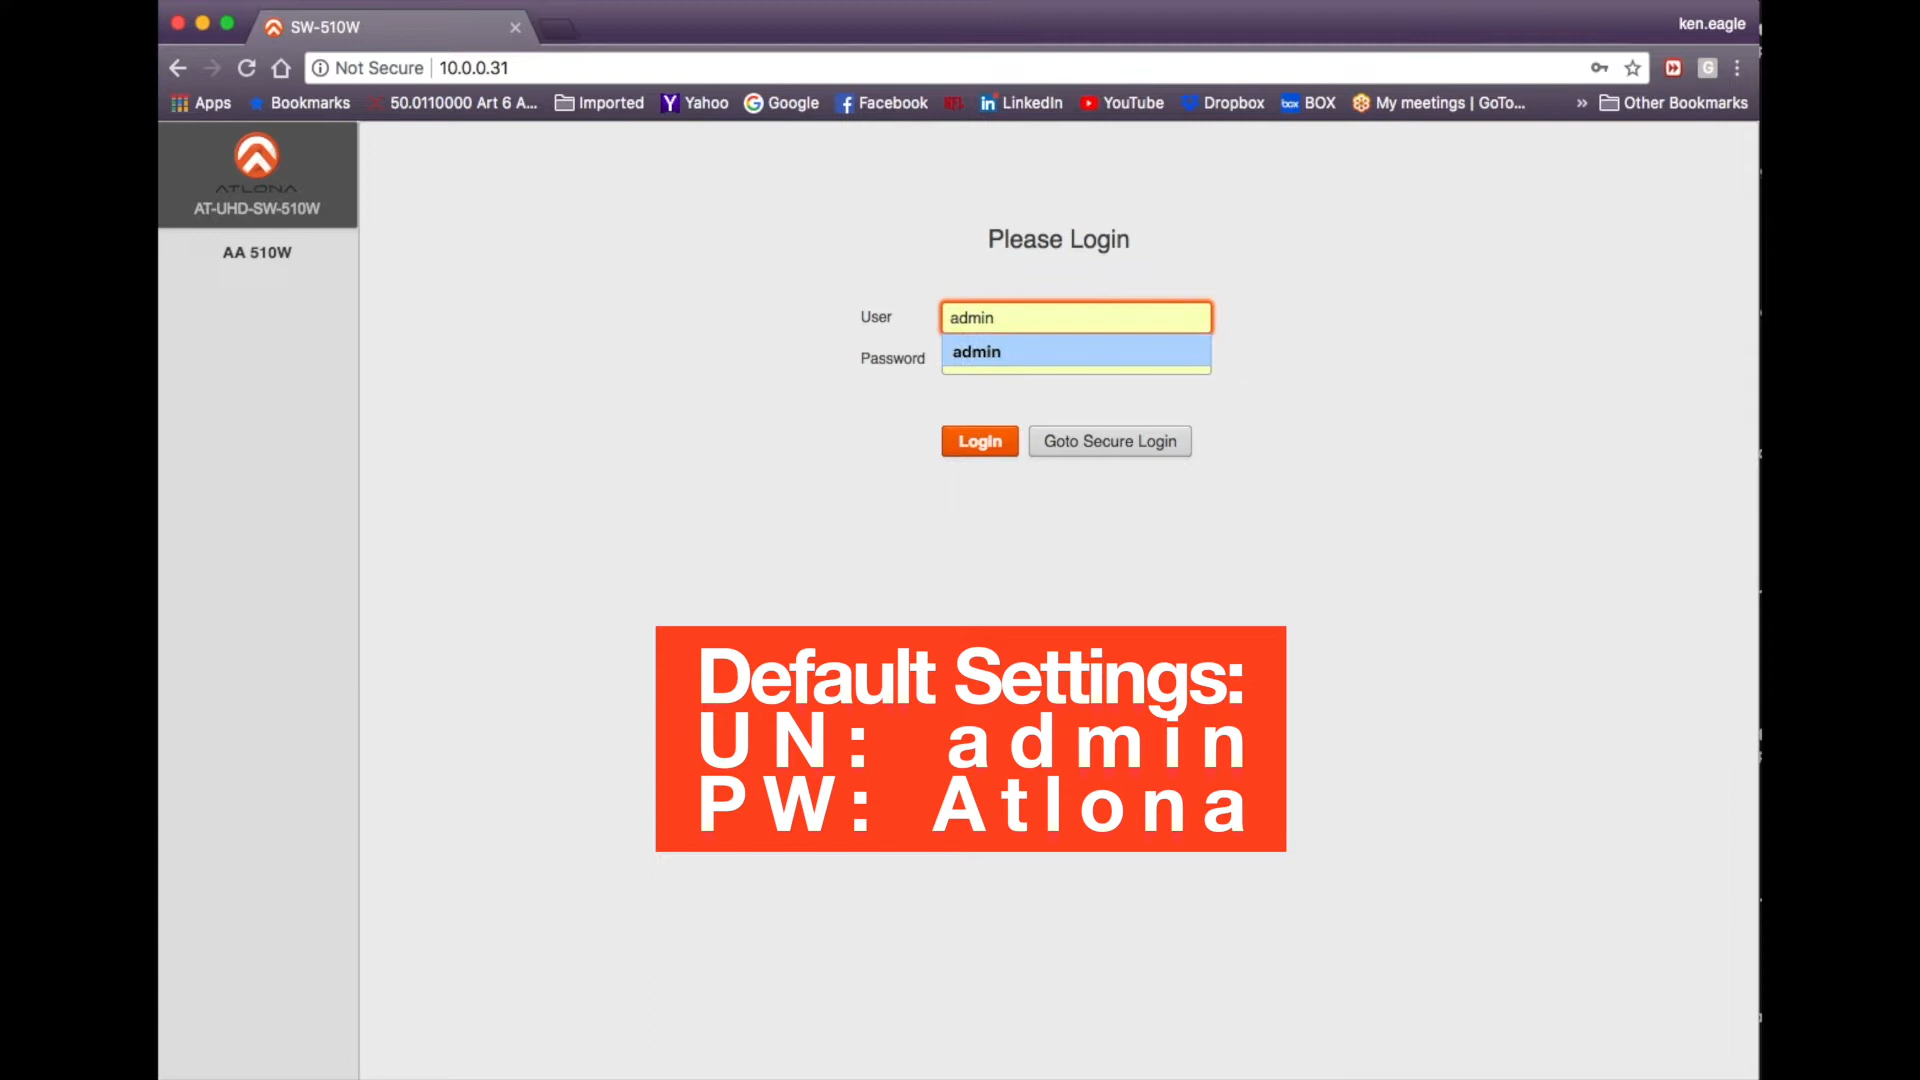 SW-510W
ken.eagle
Not Secure
10.0.0.31
Apps
Bookmarks
50.0110000 Art 6 A...
Imported
Yahoo
Google
Facebook
LinkedIn
YouTube
Dropbox
box BOX
My meetings | GoTo...
» Other Bookmarks
ATLONA
AT-UHD-SW-510W
AA 510W
Please Login
User
admin
admin
Password
Login
Goto Secure Login
Default Settings:
UN: admin
PW: Atlona